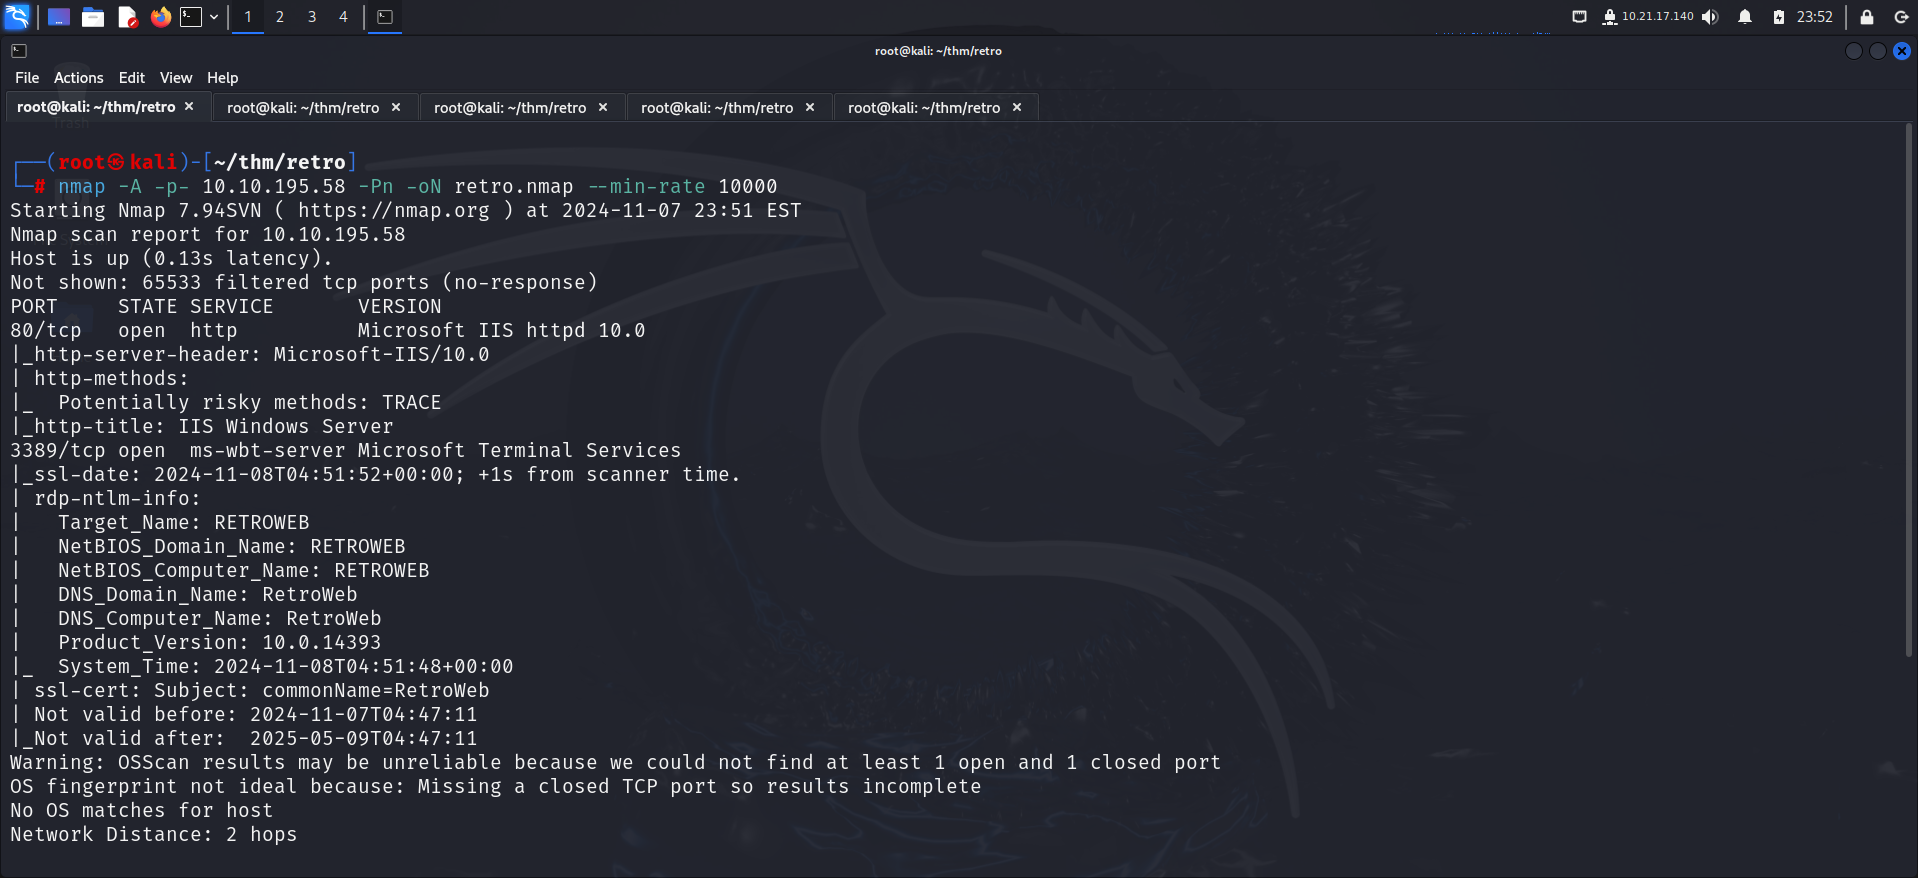 1 2 3 4
10.21.17.140
23:52
root@kali: ~/thm/retro
File Actions Edit View Help
root@kali: ~/thm/retro × root@kali: ~/thm/retro × root@kali: ~/thm/retro × root@kali: ~/thm/retro × root@kali: ~/thm/retro ×
Trash
┌──(root㉿kali)-[~/thm/retro]
└─# nmap -A -p- 10.10.195.58 -Pn -oN retro.nmap --min-rate 10000
Starting Nmap 7.94SVN ( https://nmap.org ) at 2024-11-07 23:51 EST
Nmap scan report for 10.10.195.58
Host is up (0.13s latency).
Not shown: 65533 filtered tcp ports (no-response)
PORT     STATE SERVICE       VERSION
80/tcp   open  http          Microsoft IIS httpd 10.0
|_http-server-header: Microsoft-IIS/10.0
| http-methods:
|_  Potentially risky methods: TRACE
|_http-title: IIS Windows Server
3389/tcp open  ms-wbt-server Microsoft Terminal Services
|_ssl-date: 2024-11-08T04:51:52+00:00; +1s from scanner time.
| rdp-ntlm-info:
|   Target_Name: RETROWEB
|   NetBIOS_Domain_Name: RETROWEB
|   NetBIOS_Computer_Name: RETROWEB
|   DNS_Domain_Name: RetroWeb
|   DNS_Computer_Name: RetroWeb
|   Product_Version: 10.0.14393
|_  System_Time: 2024-11-08T04:51:48+00:00
| ssl-cert: Subject: commonName=RetroWeb
| Not valid before: 2024-11-07T04:47:11
|_Not valid after:  2025-05-09T04:47:11
Warning: OSScan results may be unreliable because we could not find at least 1 open and 1 closed port
OS fingerprint not ideal because: Missing a closed TCP port so results incomplete
No OS matches for host
Network Distance: 2 hops